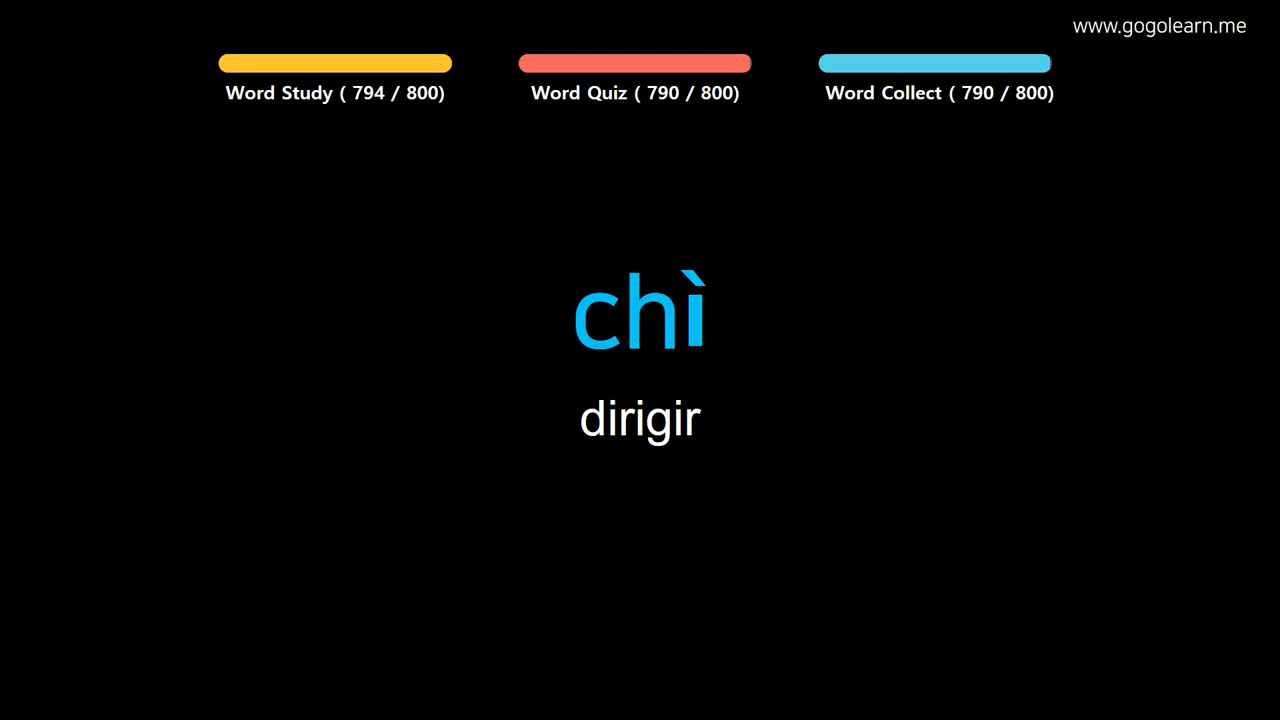 www.gogolearn.me
Word Study ( 794 / 800)
Word Quiz ( 790 / 800)
Word Collect ( 790 / 800)
chì
dirigir